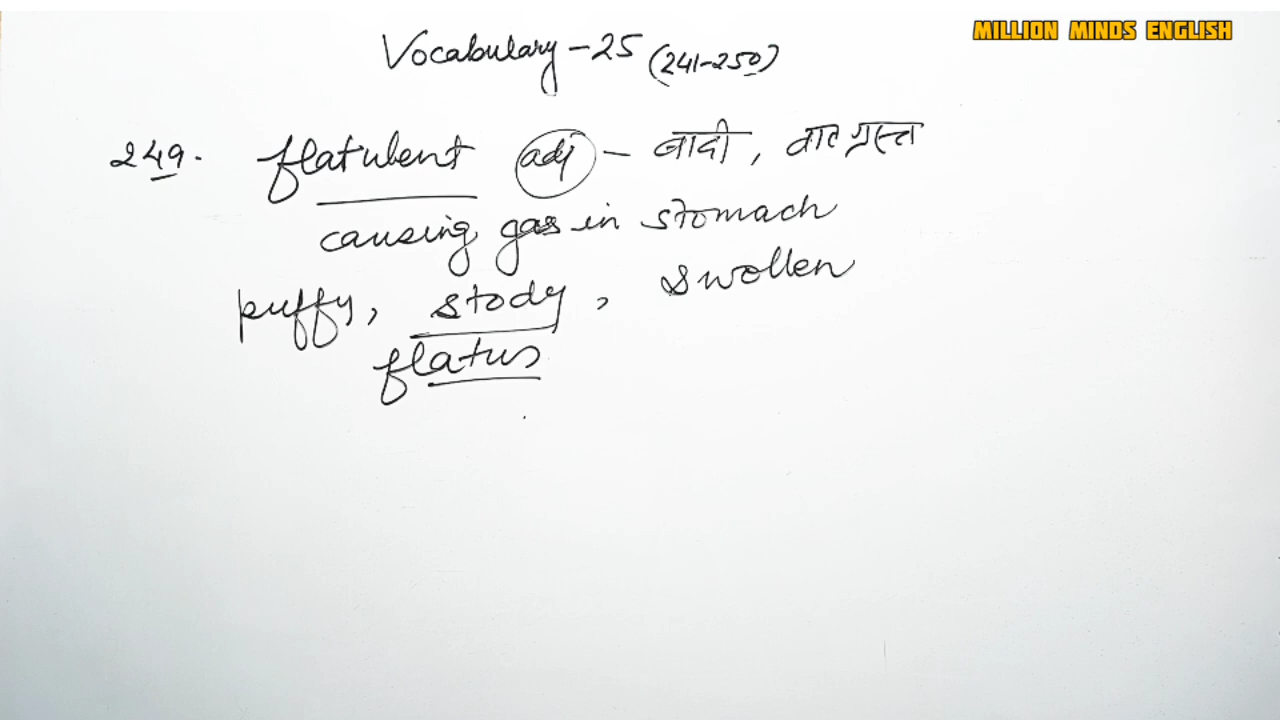 MILLION MINDS ENGLISH
Vocabulary - 25 (241-250)
249. flatulent adj - बादी, वातग्रस्त
causing gas in stomach
puffy, stody, swollen
flatus